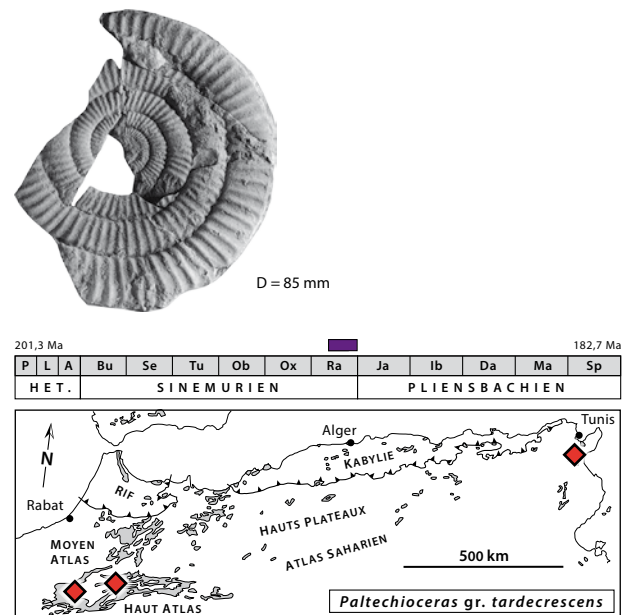 D = 85 mm
201,3 Ma 182,7 Ma
P L A Bu Se Tu Ob Ox Ra Ja Ib Da Ma Sp
HET. SINEMURIEN PLIENSBACHIEN
Tunis
Alger
N
KABYLIE
RIF
Rabat
HAUTS PLATEAUX
MOYEN
ATLAS
ATLAS SAHARIEN
500 km
HAUT ATLAS
Paltechioceras gr. tardecrescens